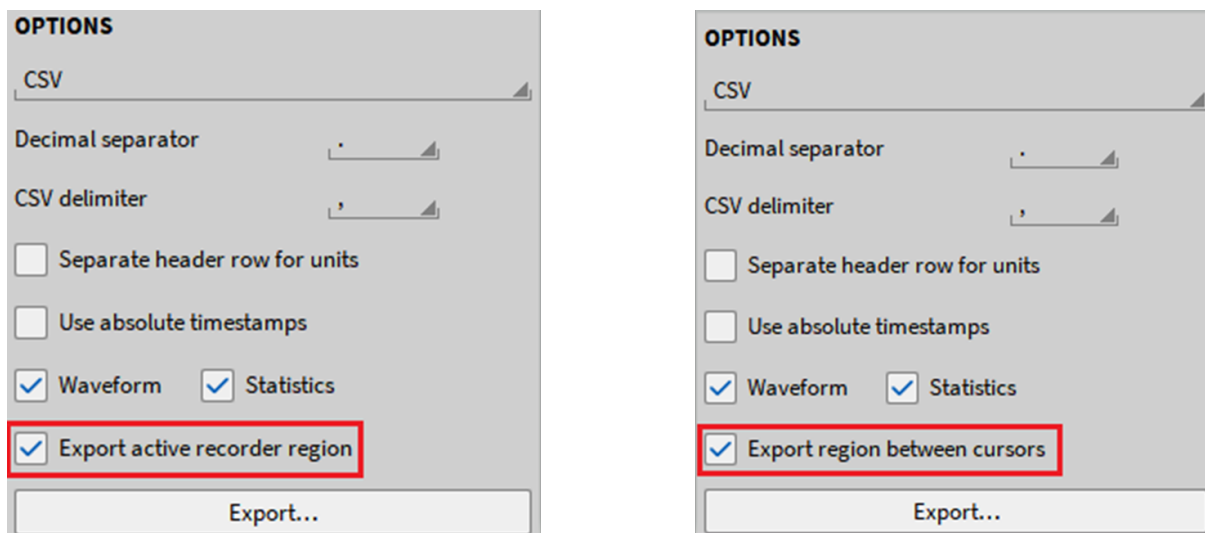 OPTIONS
CSV
Decimal separator .
CSV delimiter ,
Separate header row for units
Use absolute timestamps
Waveform Statistics
Export active recorder region
Export...
OPTIONS
CSV
Decimal separator .
CSV delimiter ,
Separate header row for units
Use absolute timestamps
Waveform Statistics
Export region between cursors
Export...